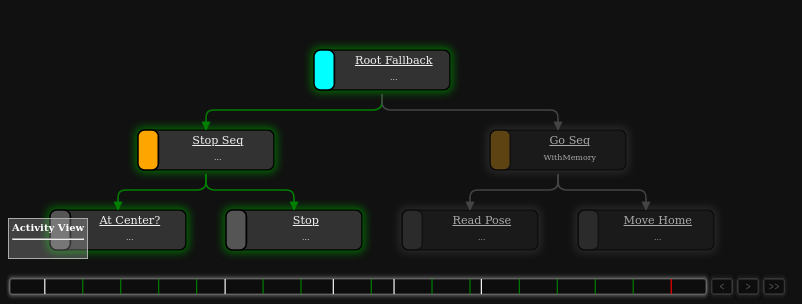 Root Fallback
...
Stop Seq
...
Go Seq
WithMemory
At Center?
...
Stop
...
Read Pose
...
Move Home
...
Activity View
< > >>